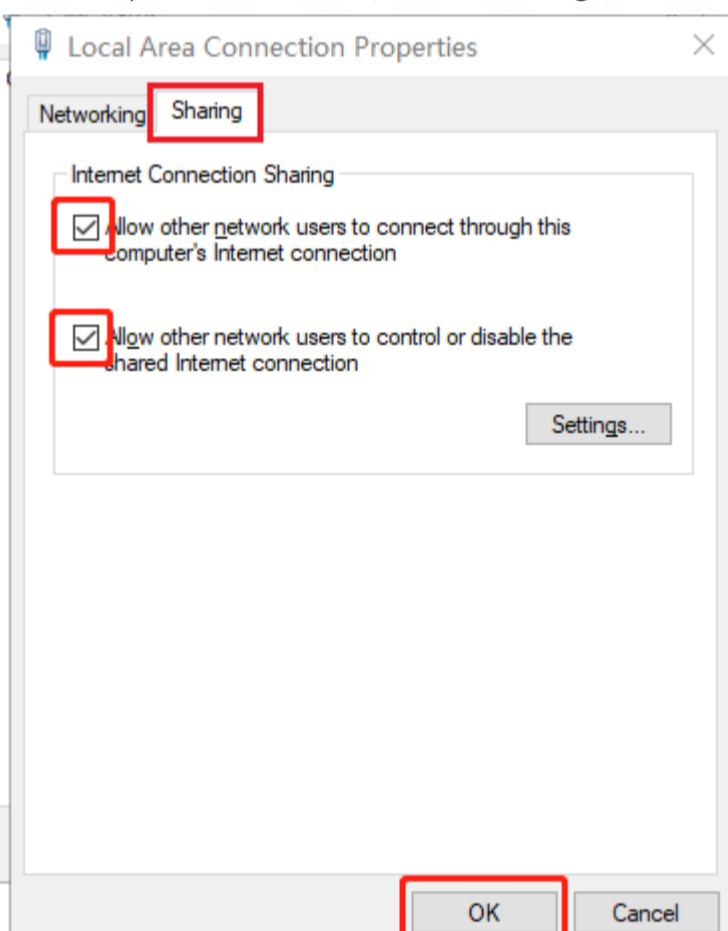 Local Area Connection Properties
Networking
Sharing
Internet Connection Sharing
Allow other network users to connect through this
computer's Internet connection
Allow other network users to control or disable the
shared Internet connection
Settings...
OK
Cancel